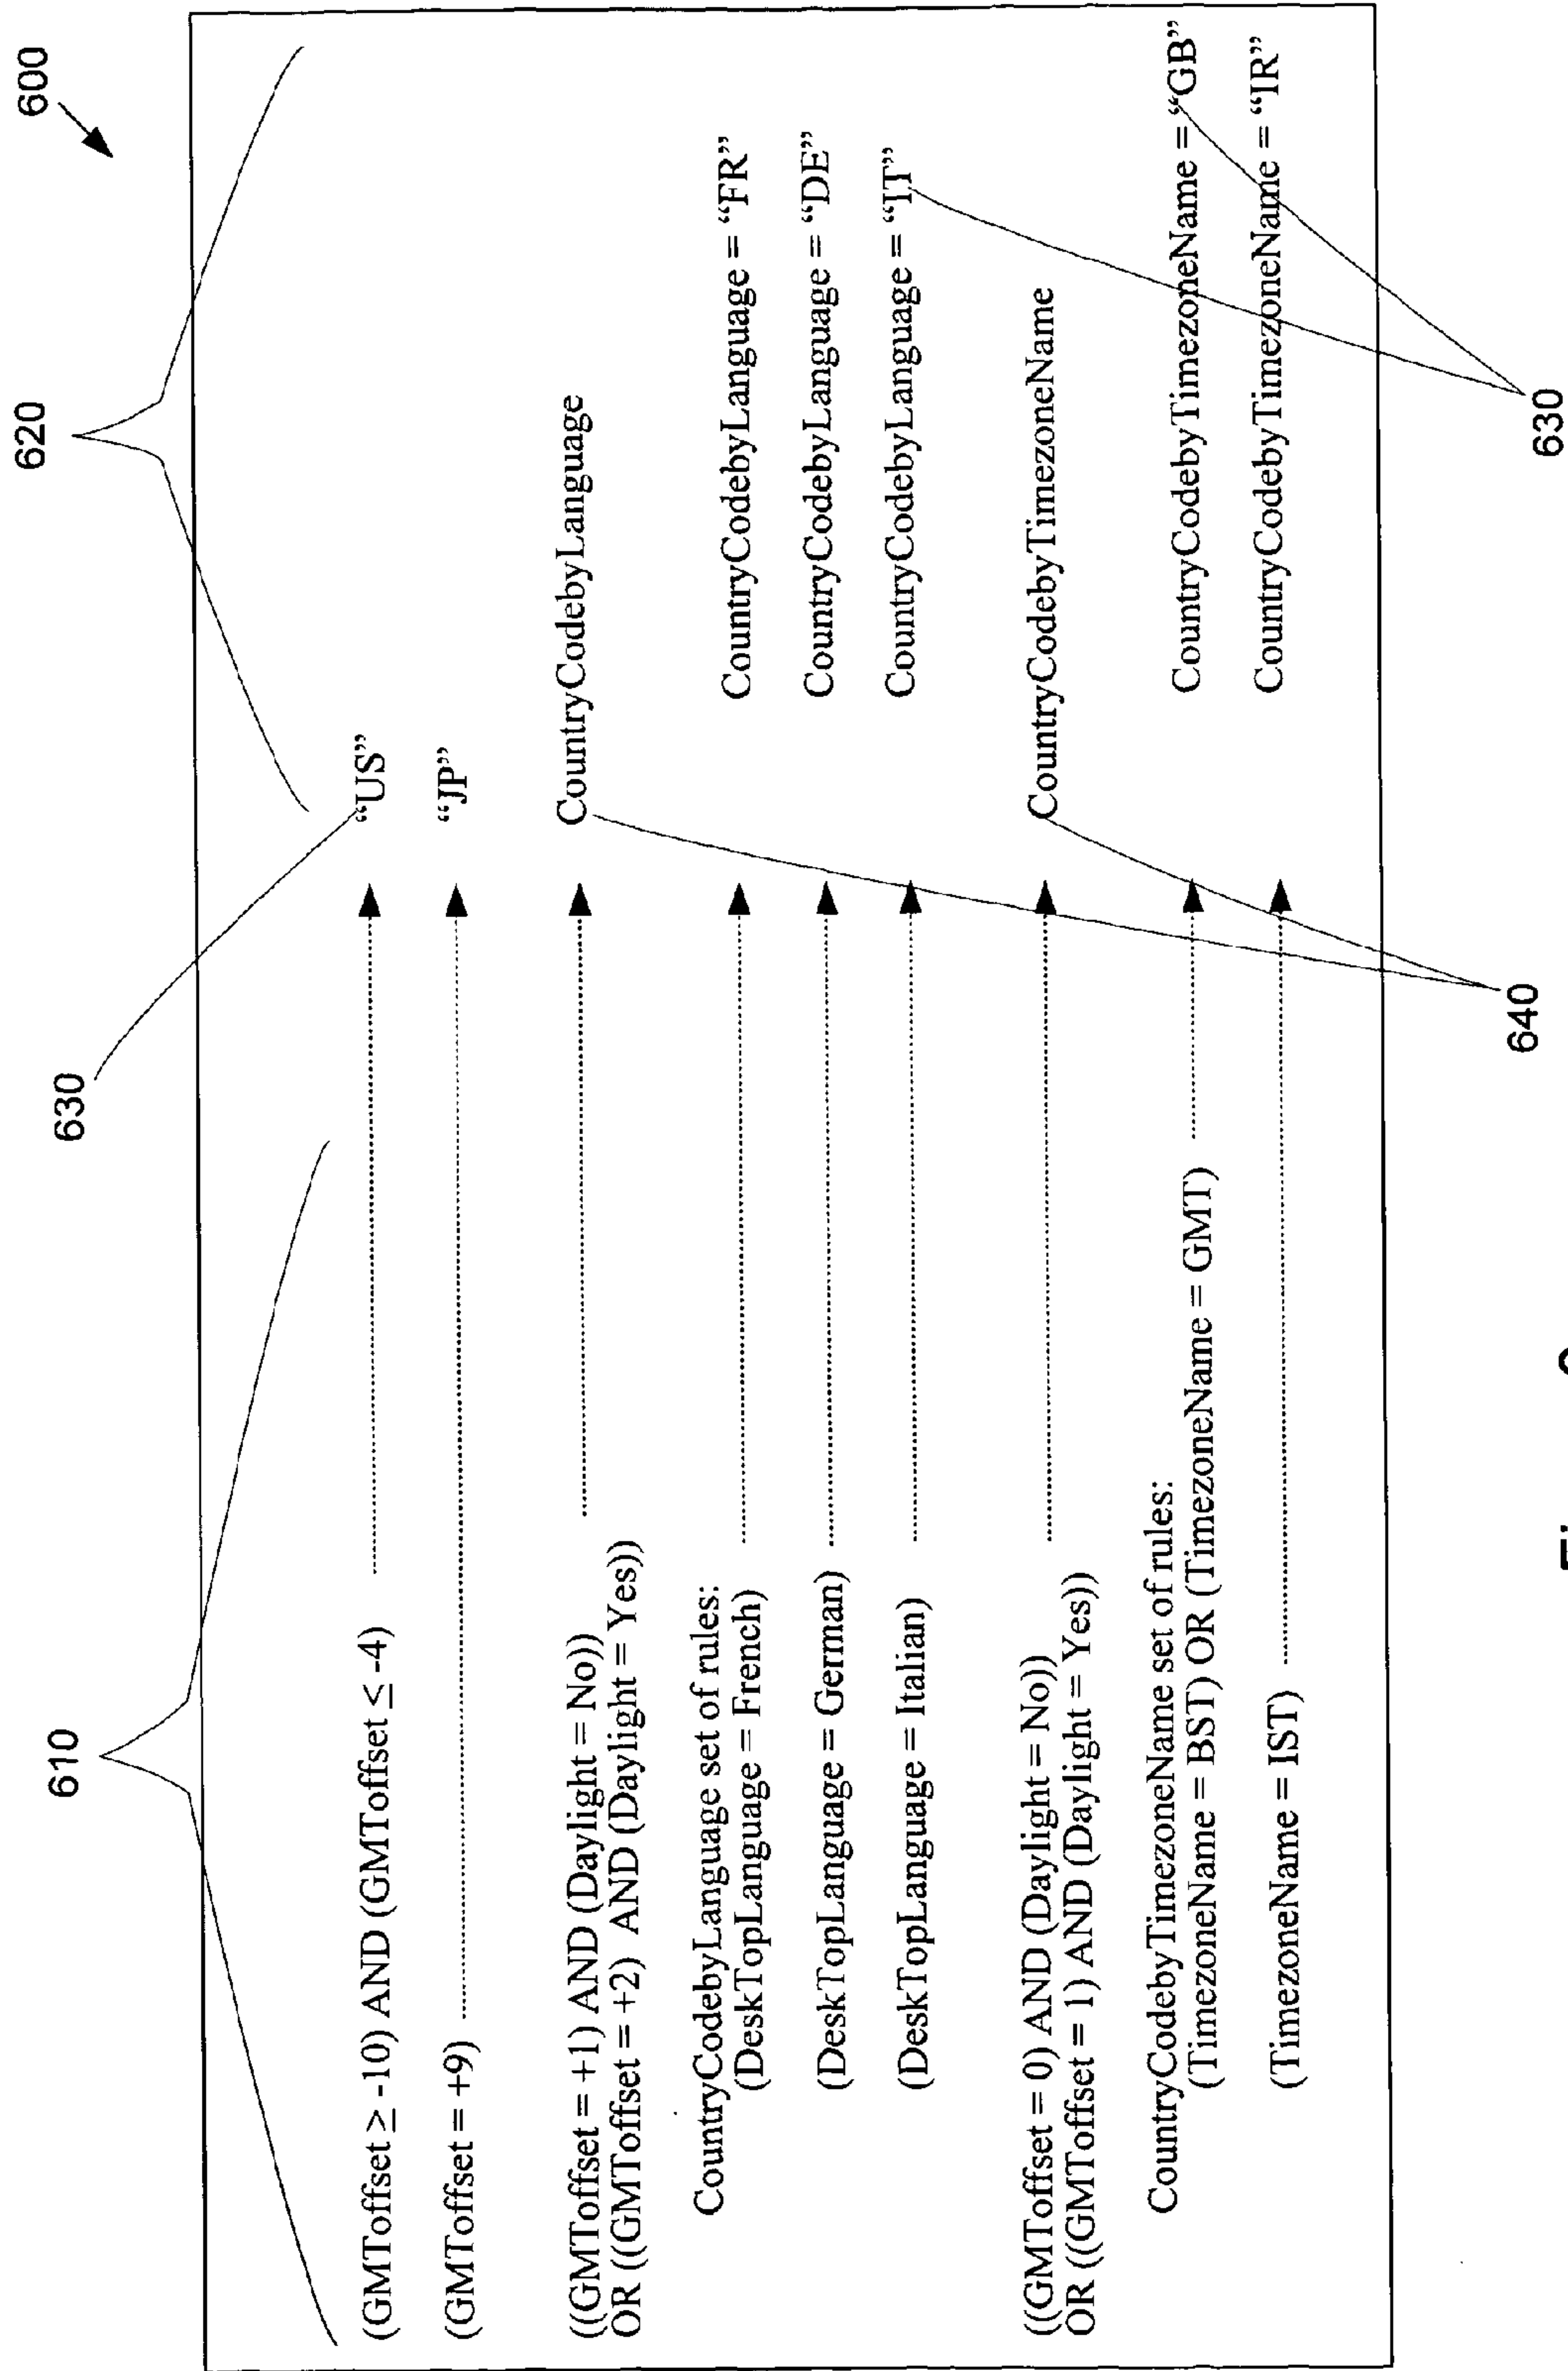 600
610
620
630
(GMToffset ≥ -10) AND (GMToffset ≤ -4) "US"
(GMToffset = +9) "JP"
((GMToffset = +1) AND (Daylight = No)) CountryCodebyLanguage
OR ((GMToffset = +2) AND (Daylight = Yes))
CountryCodebyLanguage set of rules:
(DeskTopLanguage = French) CountryCodebyLanguage = "FR"
(DeskTopLanguage = German) CountryCodebyLanguage = "DE"
(DeskTopLanguage = Italian) CountryCodebyLanguage = "IT"
((GMToffset = 0) AND (Daylight = No)) CountryCodebyTimezoneName
OR ((GMToffset = 1) AND (Daylight = Yes))
CountryCodebyTimezoneName set of rules:
(TimezoneName = BST) OR (TimezoneName = GMT) CountryCodebyTimezoneName = "GB"
(TimezoneName = IST) CountryCodebyTimezoneName = "IR"
640
630